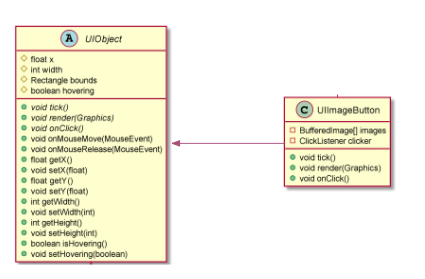 A UIObject
float x
int width
Rectangle bounds
boolean hovering
void tick()
void render(Graphics)
void onClick()
void onMouseMove(MouseEvent)
void onMouseRelease(MouseEvent)
float getX()
void setX(float)
float getY()
void setY(float)
int getWidth()
void setWidth(int)
int getHeight()
void setHeight(int)
boolean isHovering()
void setHovering(boolean)
C UIImageButton
BufferedImage[] images
ClickListener clicker
void tick()
void render(Graphics)
void onClick()